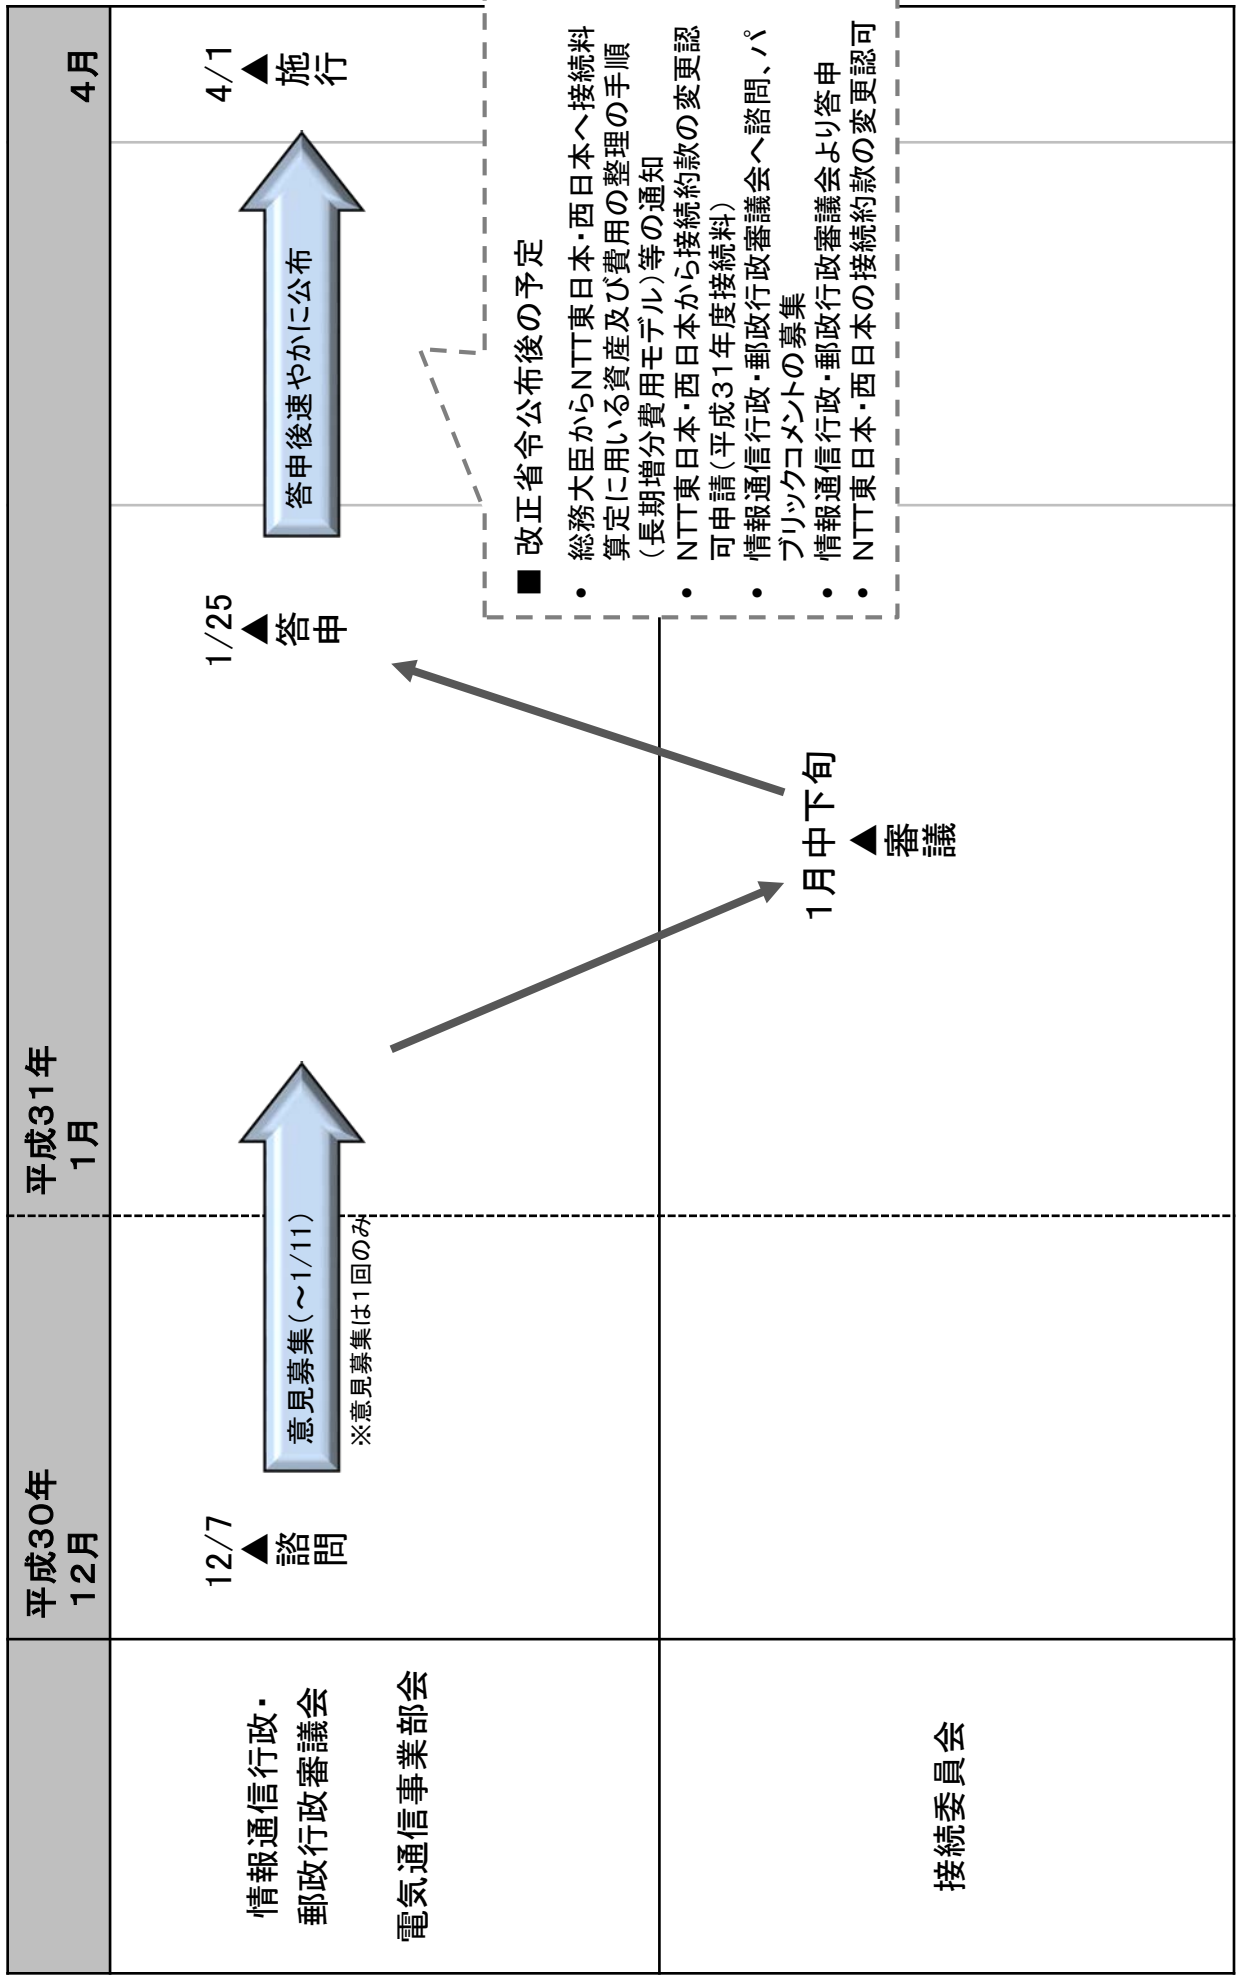 平成30年
12月
平成31年
1月
4月
情報通信行政・
郵政行政審議会
電気通信事業部会
12/7
▲
諮
問
意見募集（～1/11）
※意見募集は1回のみ
1/25
▲
答
申
答申後速やかに公布
4/1
▲
施
行
■ 改正省令公布後の予定
・ 総務大臣からNTT東日本・西日本へ接続料
算定に用いる資産及び費用の整理の手順
（長期増分費用モデル）等の通知
・ NTT東日本・西日本から接続約款の変更認
可申請（平成31年度接続料）
・ 情報通信行政・郵政行政審議会へ諮問、パ
ブリックコメントの募集
・ 情報通信行政・郵政行政審議会より答申
・ NTT東日本・西日本の接続約款の変更認可
接続委員会
1月中下旬
▲
審
議